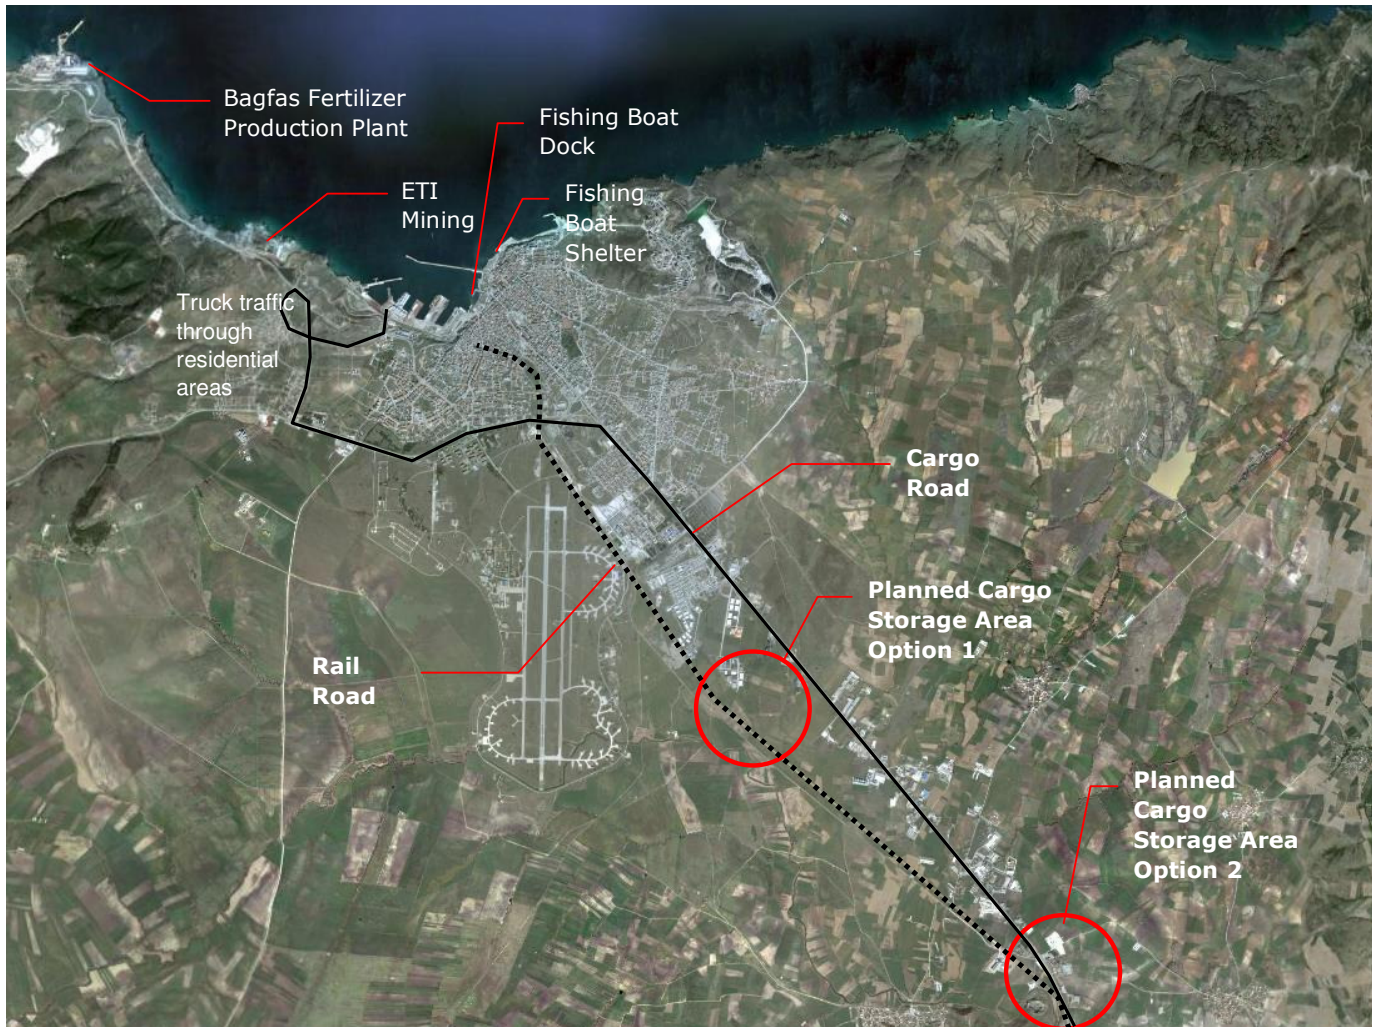 Bagfas Fertilizer
Production Plant
Fishing Boat
Dock
ETI
Mining
Fishing
Boat
Shelter
Truck traffic
through
residential
areas
Cargo
Road
Planned Cargo
Storage Area
Option 1
Rail
Road
Planned
Cargo
Storage Area
Option 2